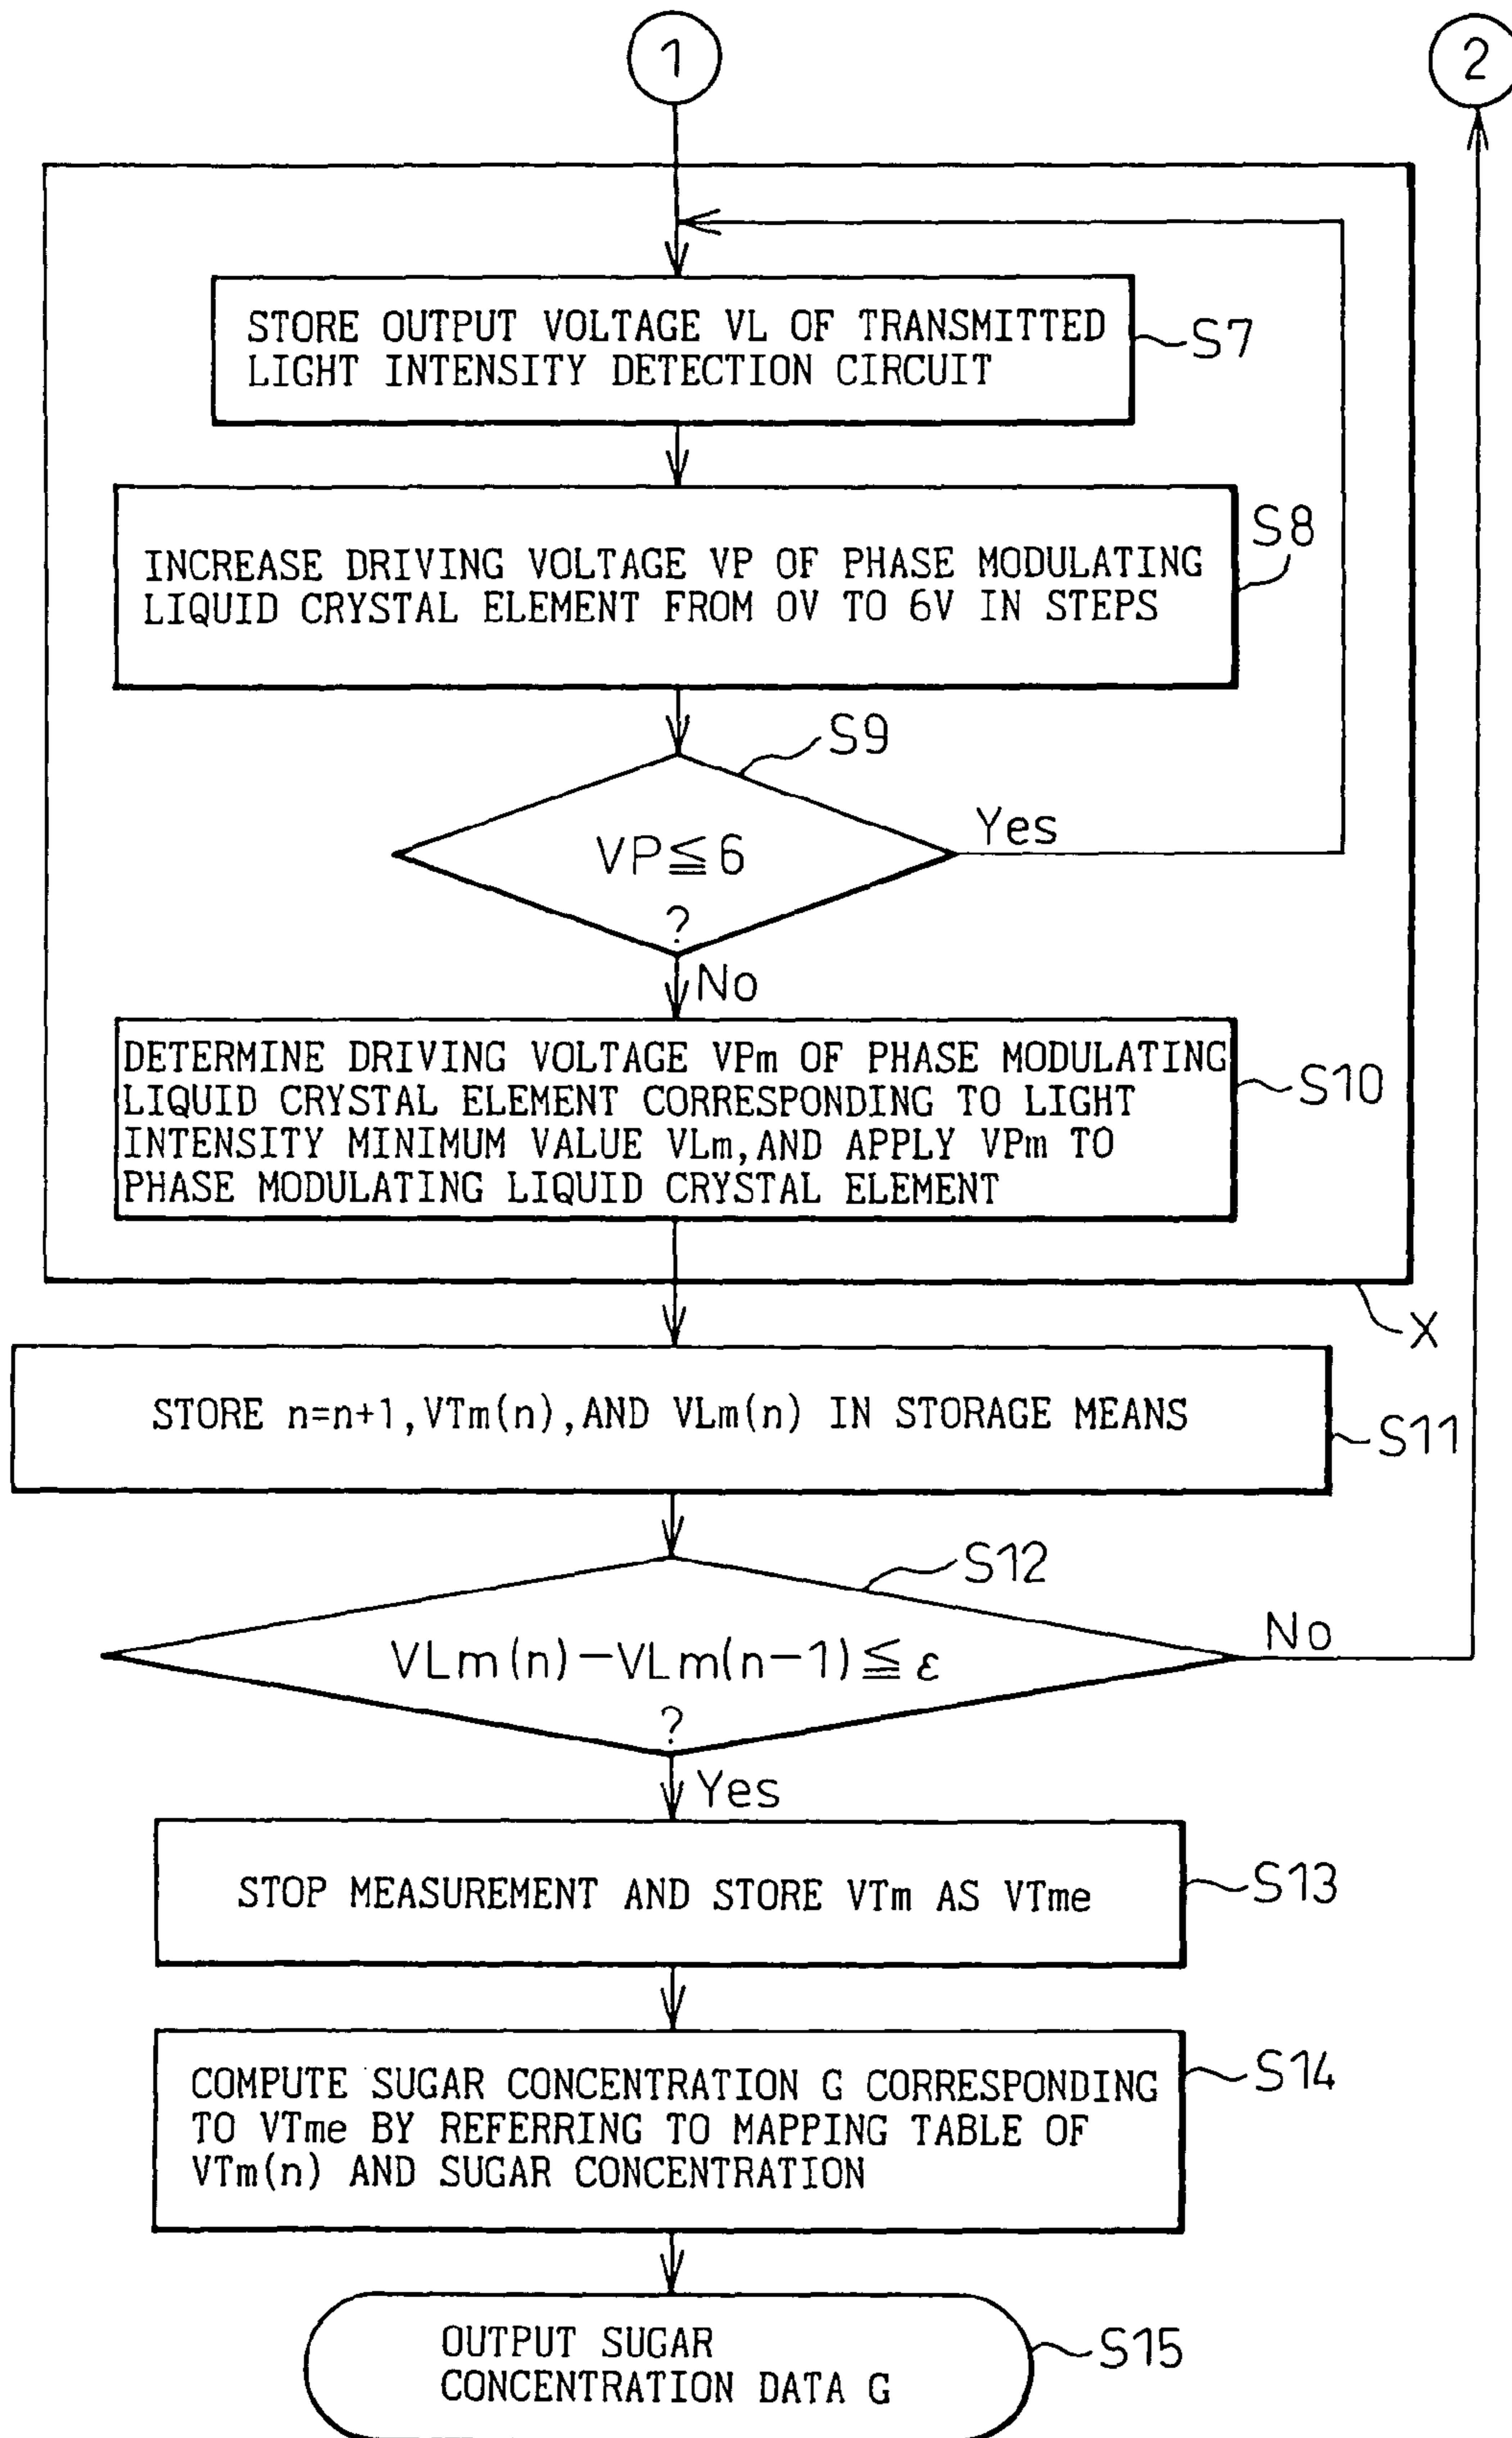 1
2
STORE OUTPUT VOLTAGE VL OF TRANSMITTED
LIGHT INTENSITY DETECTION CIRCUIT
S7
INCREASE DRIVING VOLTAGE VP OF PHASE MODULATING
LIQUID CRYSTAL ELEMENT FROM 0V TO 6V IN STEPS
S8
S9
VP≦6
?
Yes
No
DETERMINE DRIVING VOLTAGE VPm OF PHASE MODULATING
LIQUID CRYSTAL ELEMENT CORRESPONDING TO LIGHT
INTENSITY MINIMUM VALUE VLm,AND APPLY VPm TO
PHASE MODULATING LIQUID CRYSTAL ELEMENT
S10
X
STORE n=n+1,VTm(n),AND VLm(n) IN STORAGE MEANS
S11
S12
VLm(n)-VLm(n-1)≦ε
?
No
Yes
STOP MEASUREMENT AND STORE VTm AS VTme
S13
COMPUTE SUGAR CONCENTRATION G CORRESPONDING
TO VTme BY REFERRING TO MAPPING TABLE OF
VTm(n) AND SUGAR CONCENTRATION
S14
OUTPUT SUGAR
CONCENTRATION DATA G
S15